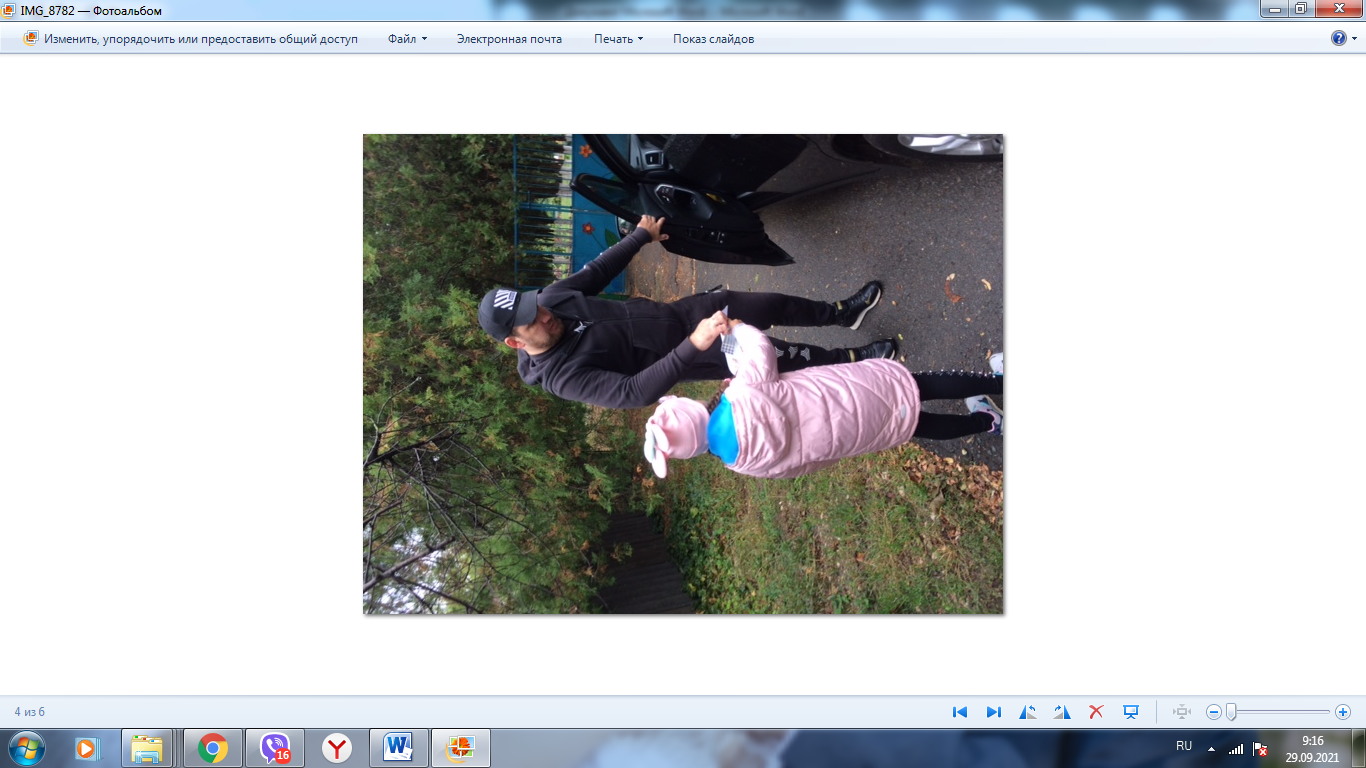 IMG_8782 — Фотоальбом
Изменить, упорядочить или предоставить общий доступ Файл Электронная почта Печать Показ слайдов
4 из 6
16
RU
9:16
29.09.2021